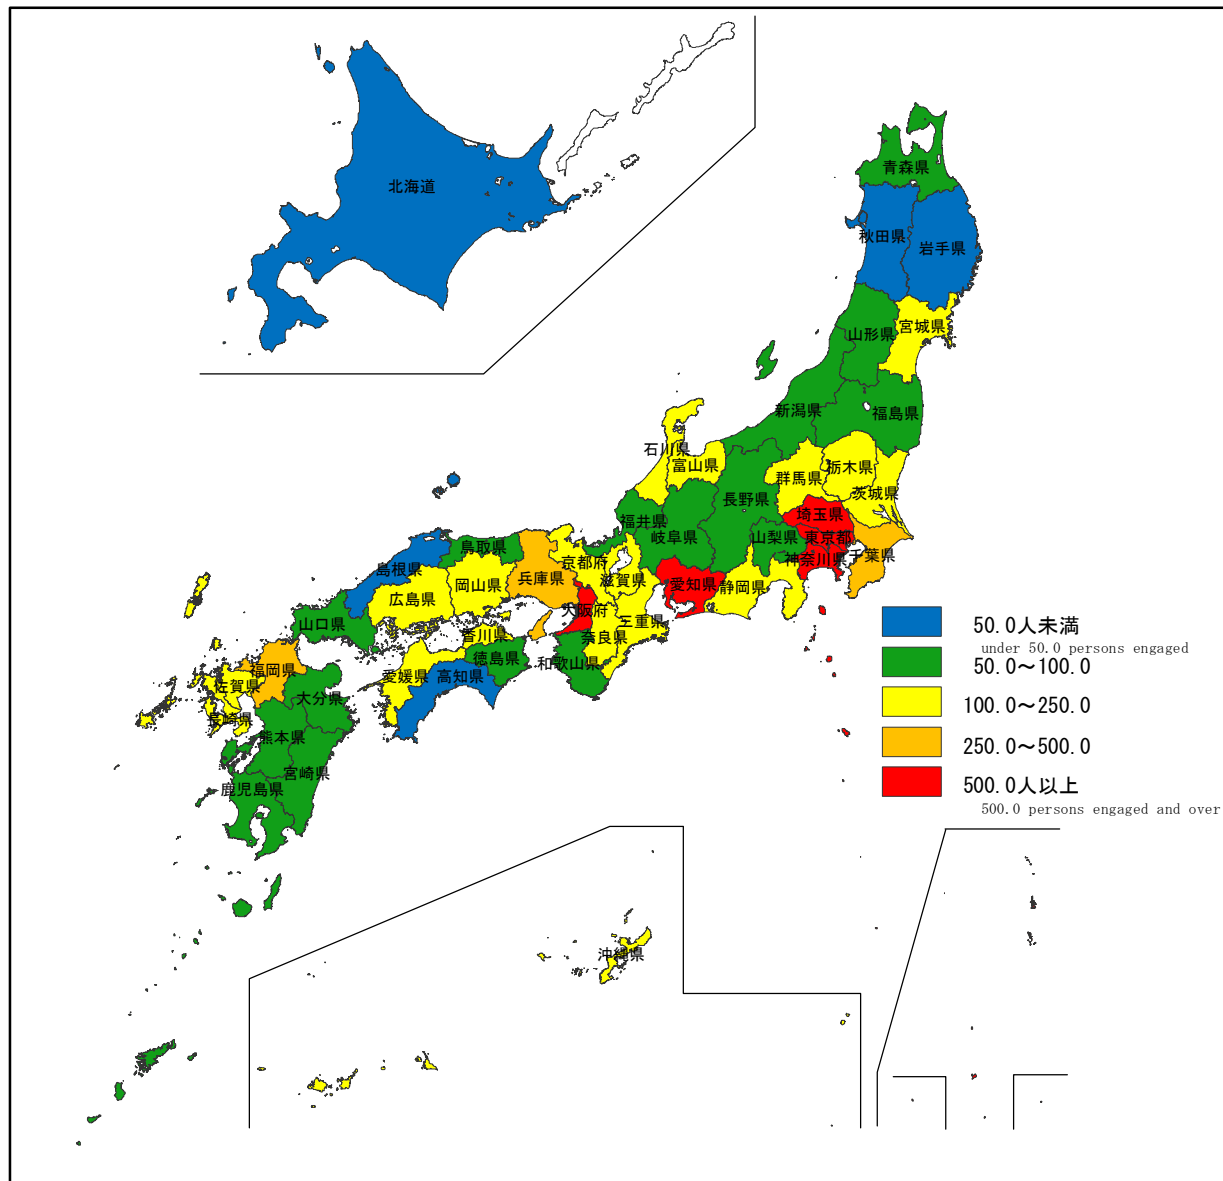 北海道
青森県
秋田県
岩手県
宮城県
山形県
新潟県
福島県
石川県
富山県
群馬県
栃木県
茨城県
長野県
埼玉県
福井県
岐阜県
山梨県
東京都
千葉県
神奈川県
鳥取県
京都府
島根県
岡山県
兵庫県
滋賀県
愛知県
静岡県
広島県
大阪府
三重県
山口県
香川県
奈良県
徳島県
和歌山県
福岡県
愛媛県
高知県
佐賀県
大分県
長崎県
熊本県
宮崎県
鹿児島県
沖縄県
50.0人未満
under 50.0 persons engaged
50.0～100.0
100.0～250.0
250.0～500.0
500.0人以上
500.0 persons engaged and over